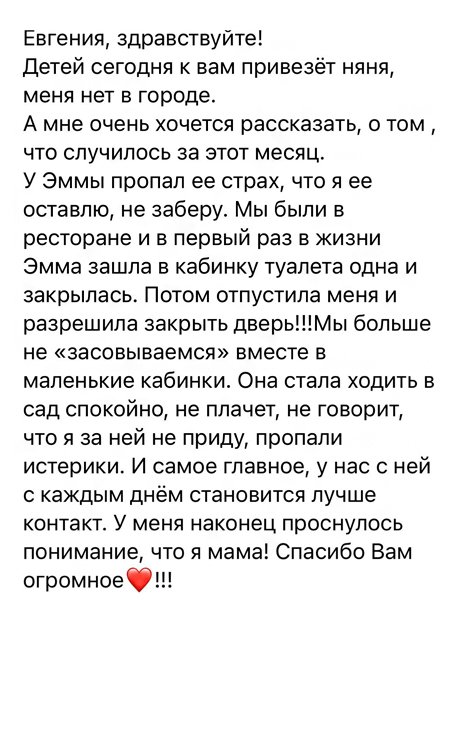 Евгения, здравствуйте!
Детей сегодня к вам привезёт няня,
меня нет в городе.
А мне очень хочется рассказать, о том ,
что случилось за этот месяц.
У Эммы пропал ее страх, что я ее
оставлю, не заберу. Мы были в
ресторане и в первый раз в жизни
Эмма зашла в кабинку туалета одна и
закрылась. Потом отпустила меня и
разрешила закрыть дверь!!!Мы больше
не «засовываемся» вместе в
маленькие кабинки. Она стала ходить в
сад спокойно, не плачет, не говорит,
что я за ней не приду, пропали
истерики. И самое главное, у нас с ней
с каждым днём становится лучше
контакт. У меня наконец проснулось
понимание, что я мама! Спасибо Вам
огромное❤️!!!